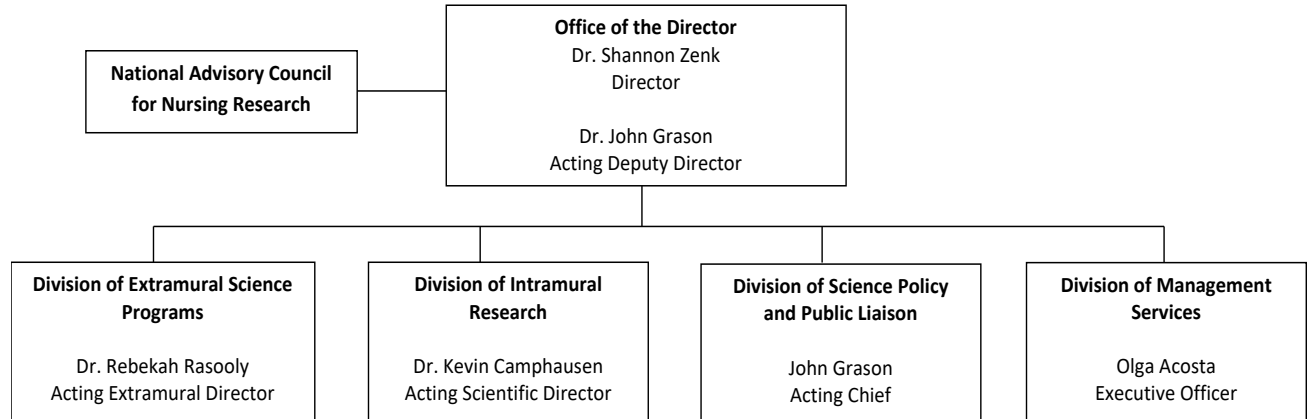 Office of the Director
Dr. Shannon Zenk
Director
Dr. John Grason
Acting Deputy Director
National Advisory Council
for Nursing Research
Division of Extramural Science
Programs
Dr. Rebekah Rasooly
Acting Extramural Director
Division of Intramural
Research
Dr. Kevin Camphausen
Acting Scientific Director
Division of Science Policy
and Public Liaison
John Grason
Acting Chief
Division of Management
Services
Olga Acosta
Executive Officer